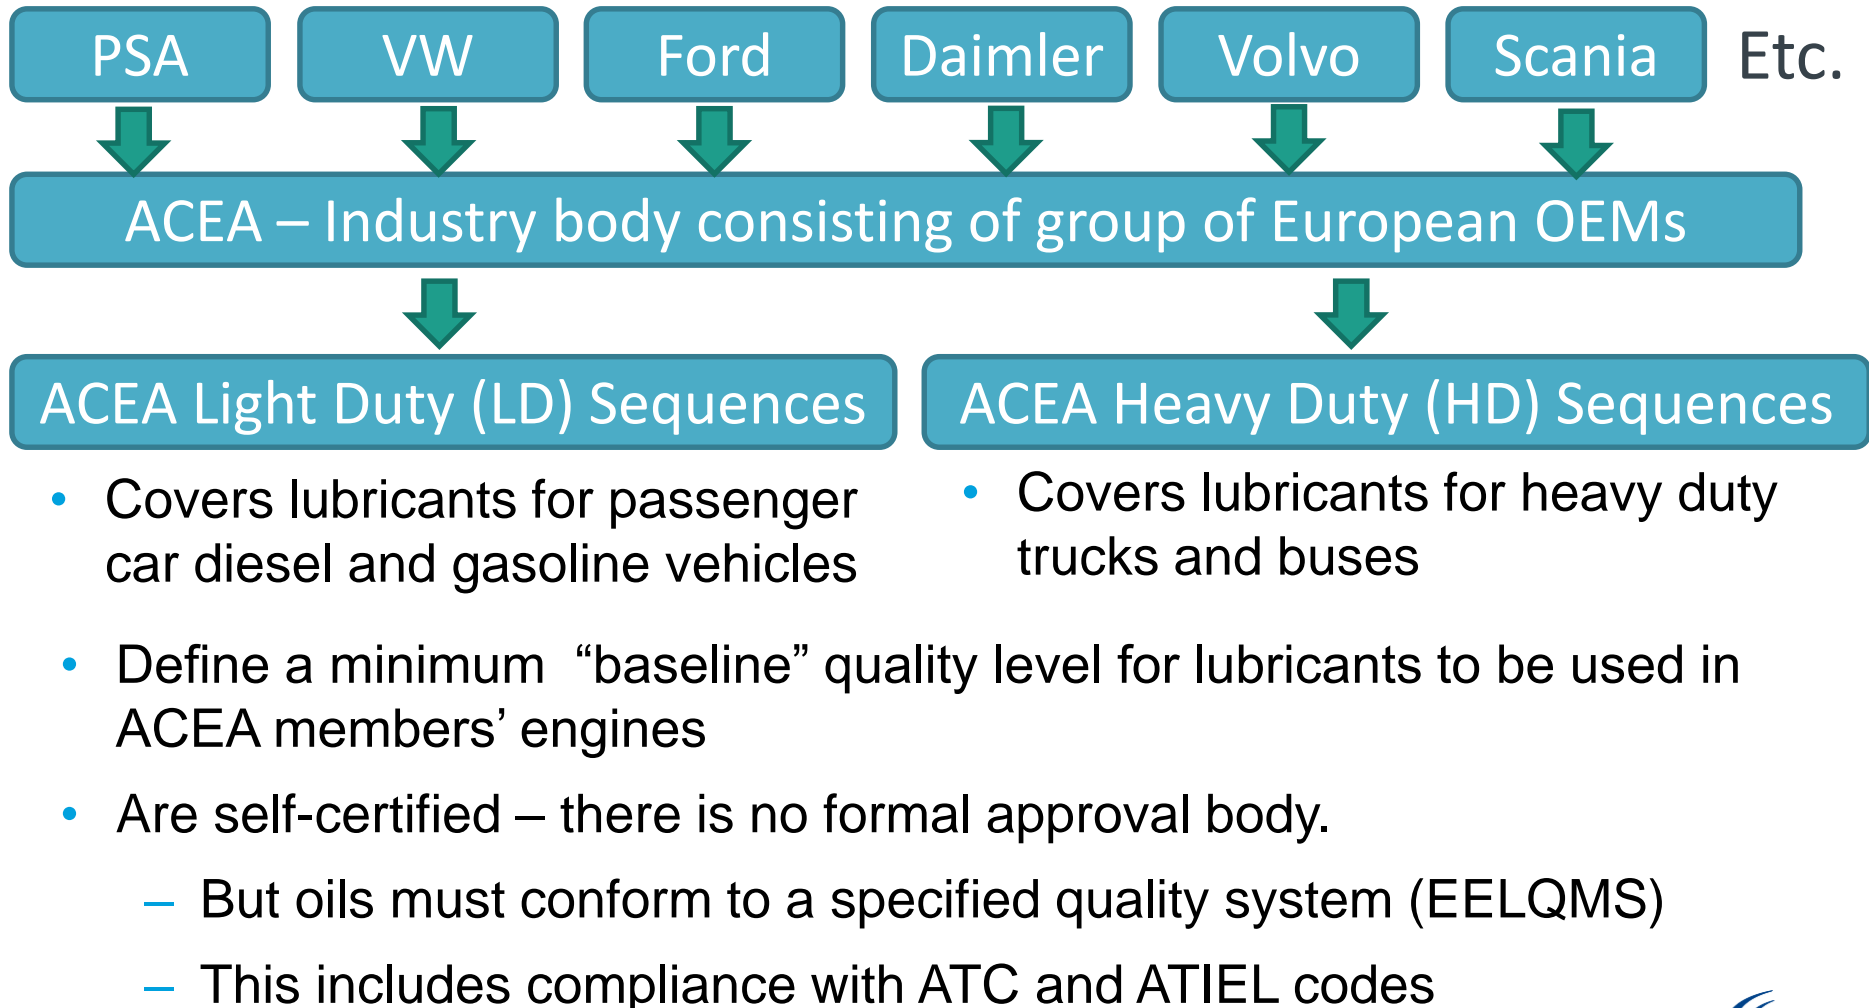 PSA VW Ford Daimler Volvo Scania Etc.
ACEA – Industry body consisting of group of European OEMs
ACEA Light Duty (LD) Sequences
ACEA Heavy Duty (HD) Sequences
• Covers lubricants for passenger
car diesel and gasoline vehicles
• Covers lubricants for heavy duty
trucks and buses
• Define a minimum “baseline” quality level for lubricants to be used in
ACEA members’ engines
• Are self-certified – there is no formal approval body.
– But oils must conform to a specified quality system (EELQMS)
– This includes compliance with ATC and ATIEL codes